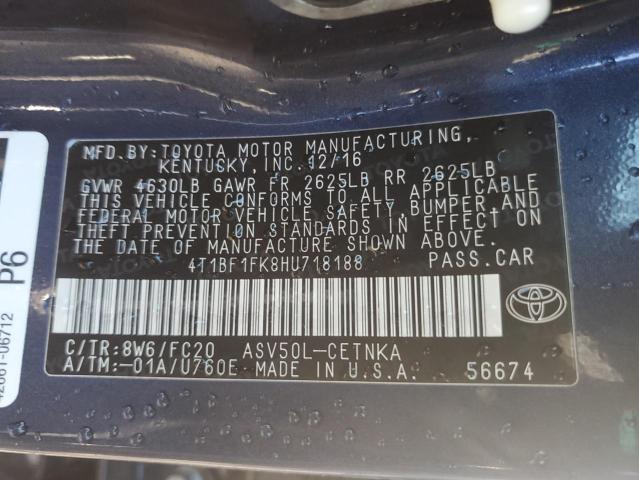 MFD.BY:TOYOTA MOTOR MANUFACTURING,
KENTUCKY, INC. 12/16
GVWR 4630LB GAWR FR 2625LB RR 2625LB
THIS VEHICLE CONFORMS TO ALL APPLICABLE
FEDERAL MOTOR VEHICLE SAFETY,BUMPER AND
THEFT PREVENTION STANDARDS IN EFFECT ON
THE DATE OF MANUFACTURE SHOWN ABOVE.
4T1BF1FK8HU718188 PASS.CAR
C/TR:8W6/FC20 ASV50L-CETNKA
A/TM:-01A/U760E MADE IN U.S.A. 56674
P6
42661-06712